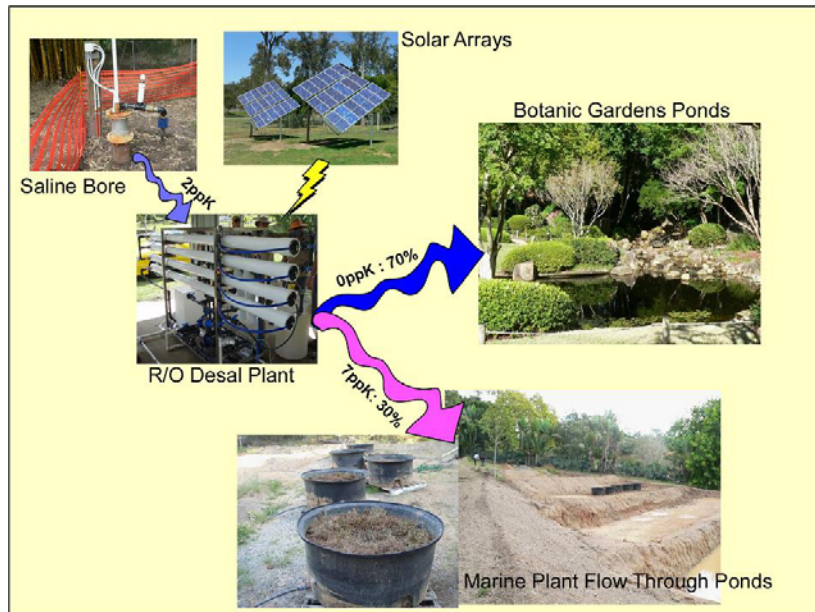 Solar Arrays
Botanic Gardens Ponds
Saline Bore
2ppK
0ppK : 70%
R/O Desal Plant
7ppK: 30%
Marine Plant Flow Through Ponds